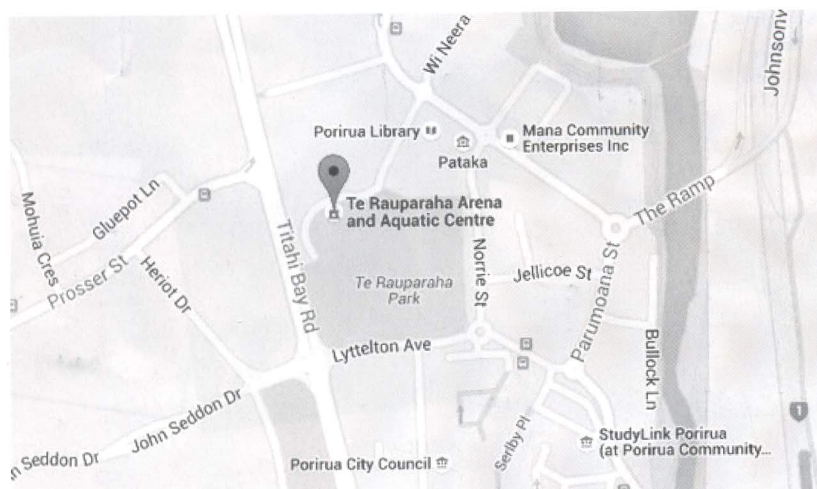 Wi Neera
Johnsonv
Porirua Library
Pataka
Mana Community
Enterprises Inc
Te Rauparaha Arena
and Aquatic Centre
The Ramp
Mohuia Cres
Gluepot Ln
Prosser St
Heriot Dr
Titahi Bay Rd
Te Rauparaha
Park
Norrie St
Jellicoe St
Parumoana St
Bullock Ln
Lyttelton Ave
John Seddon Dr
n Seddon Dr
Serlby Pl
Porirua City Council
StudyLink Porirua
(at Porirua Community...
1